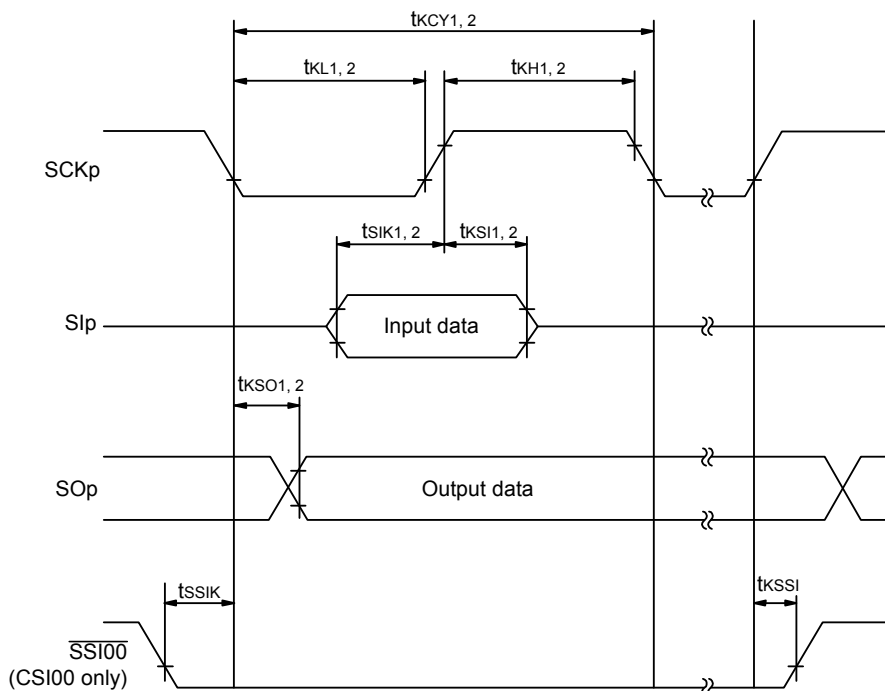 tKCY1, 2
tKL1, 2
tKH1, 2
SCKp
tSIK1, 2
tKSI1, 2
SIp
Input data
tKSO1, 2
SOp
Output data
tSSIK
tKSSI
SSI00
(CSI00 only)